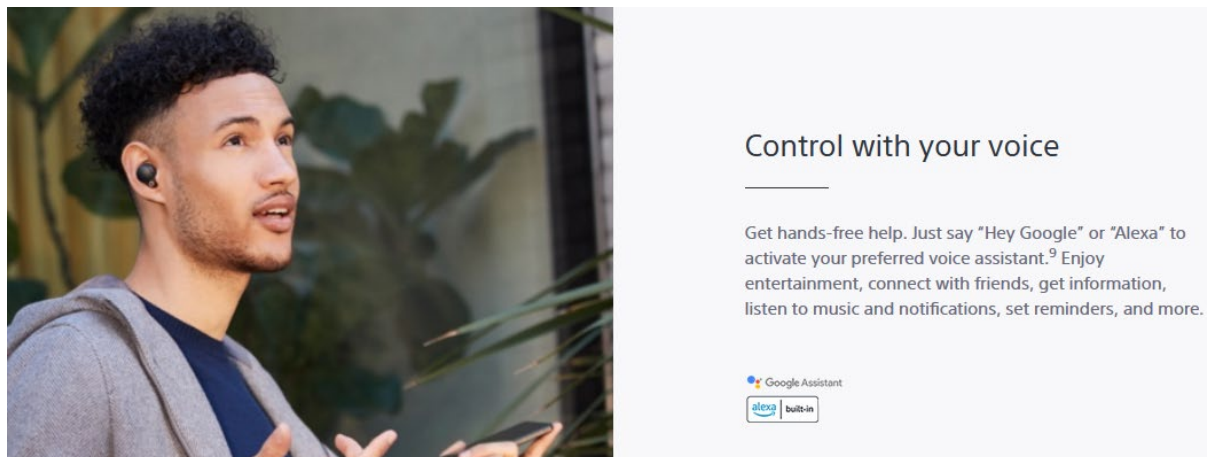 Control with your voice
Get hands-free help. Just say “Hey Google” or “Alexa” to
activate your preferred voice assistant.9 Enjoy
entertainment, connect with friends, get information,
listen to music and notifications, set reminders, and more.
Google Assistant
alexa built-in